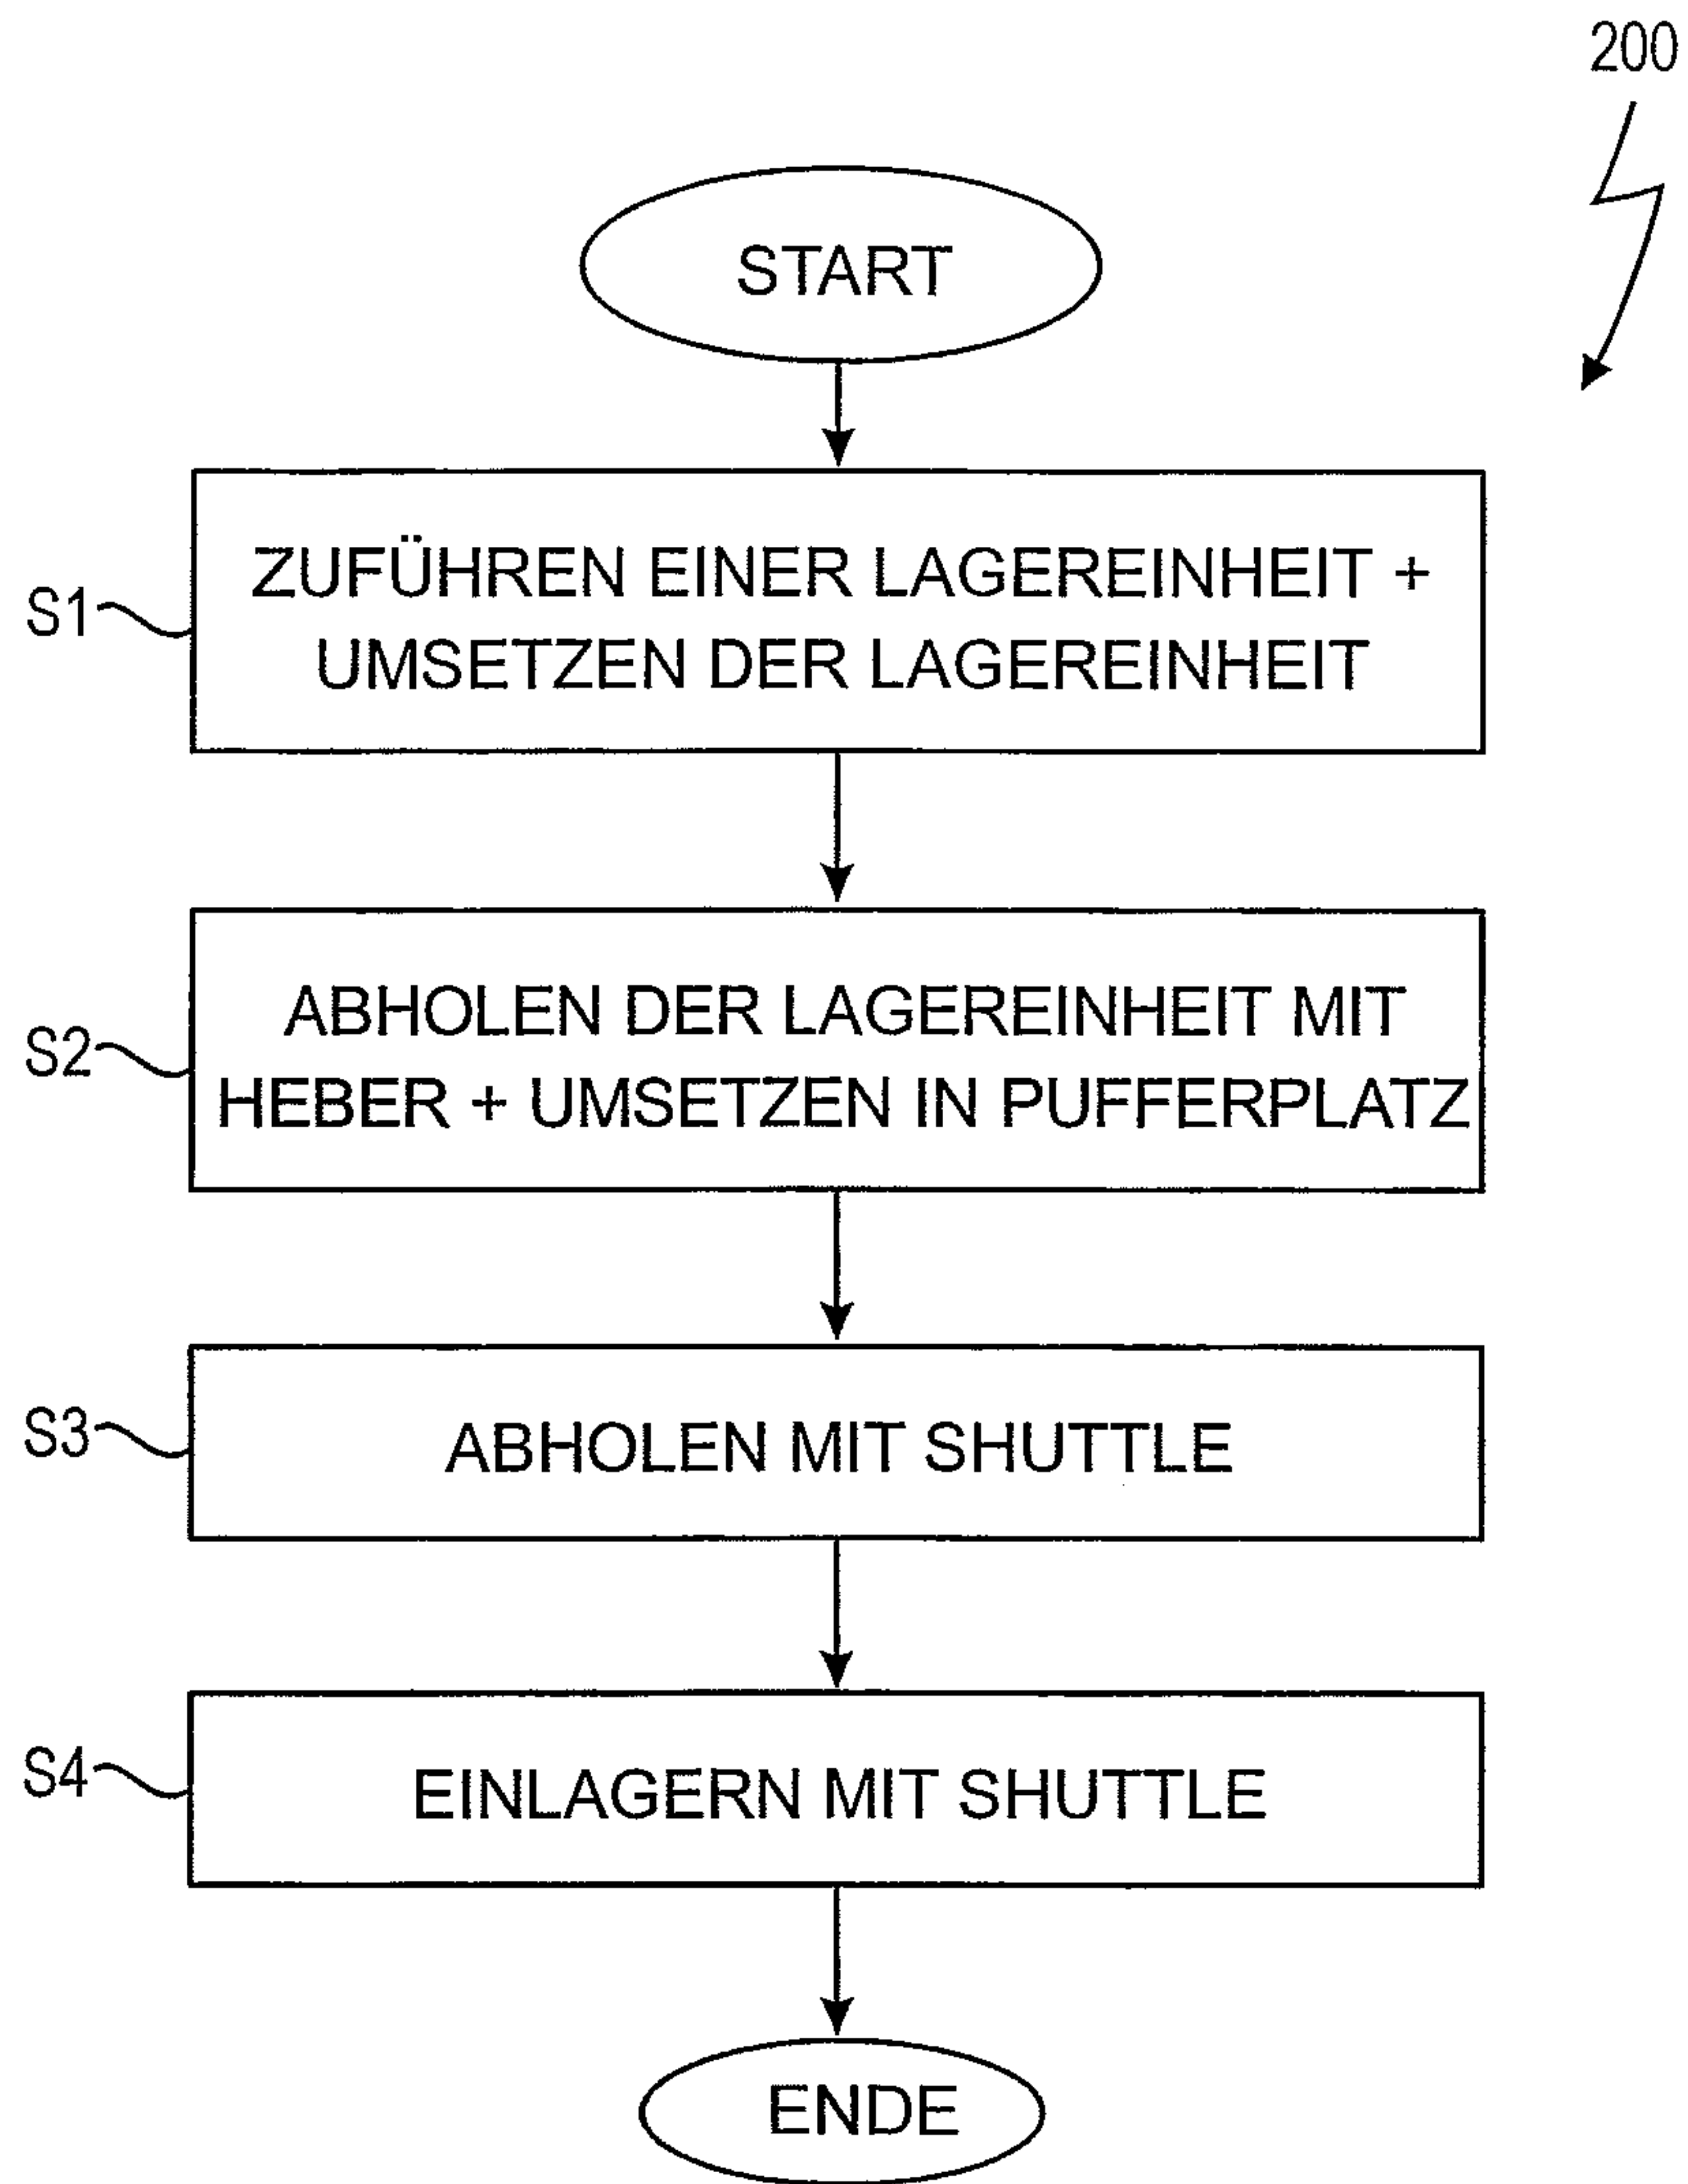 200
START
S1
ZUFÜHREN EINER LAGEREINHEIT +
UMSETZEN DER LAGEREINHEIT
S2
ABHOLEN DER LAGEREINHEIT MIT
HEBER + UMSETZEN IN PUFFERPLATZ
S3
ABHOLEN MIT SHUTTLE
S4
EINLAGERN MIT SHUTTLE
ENDE